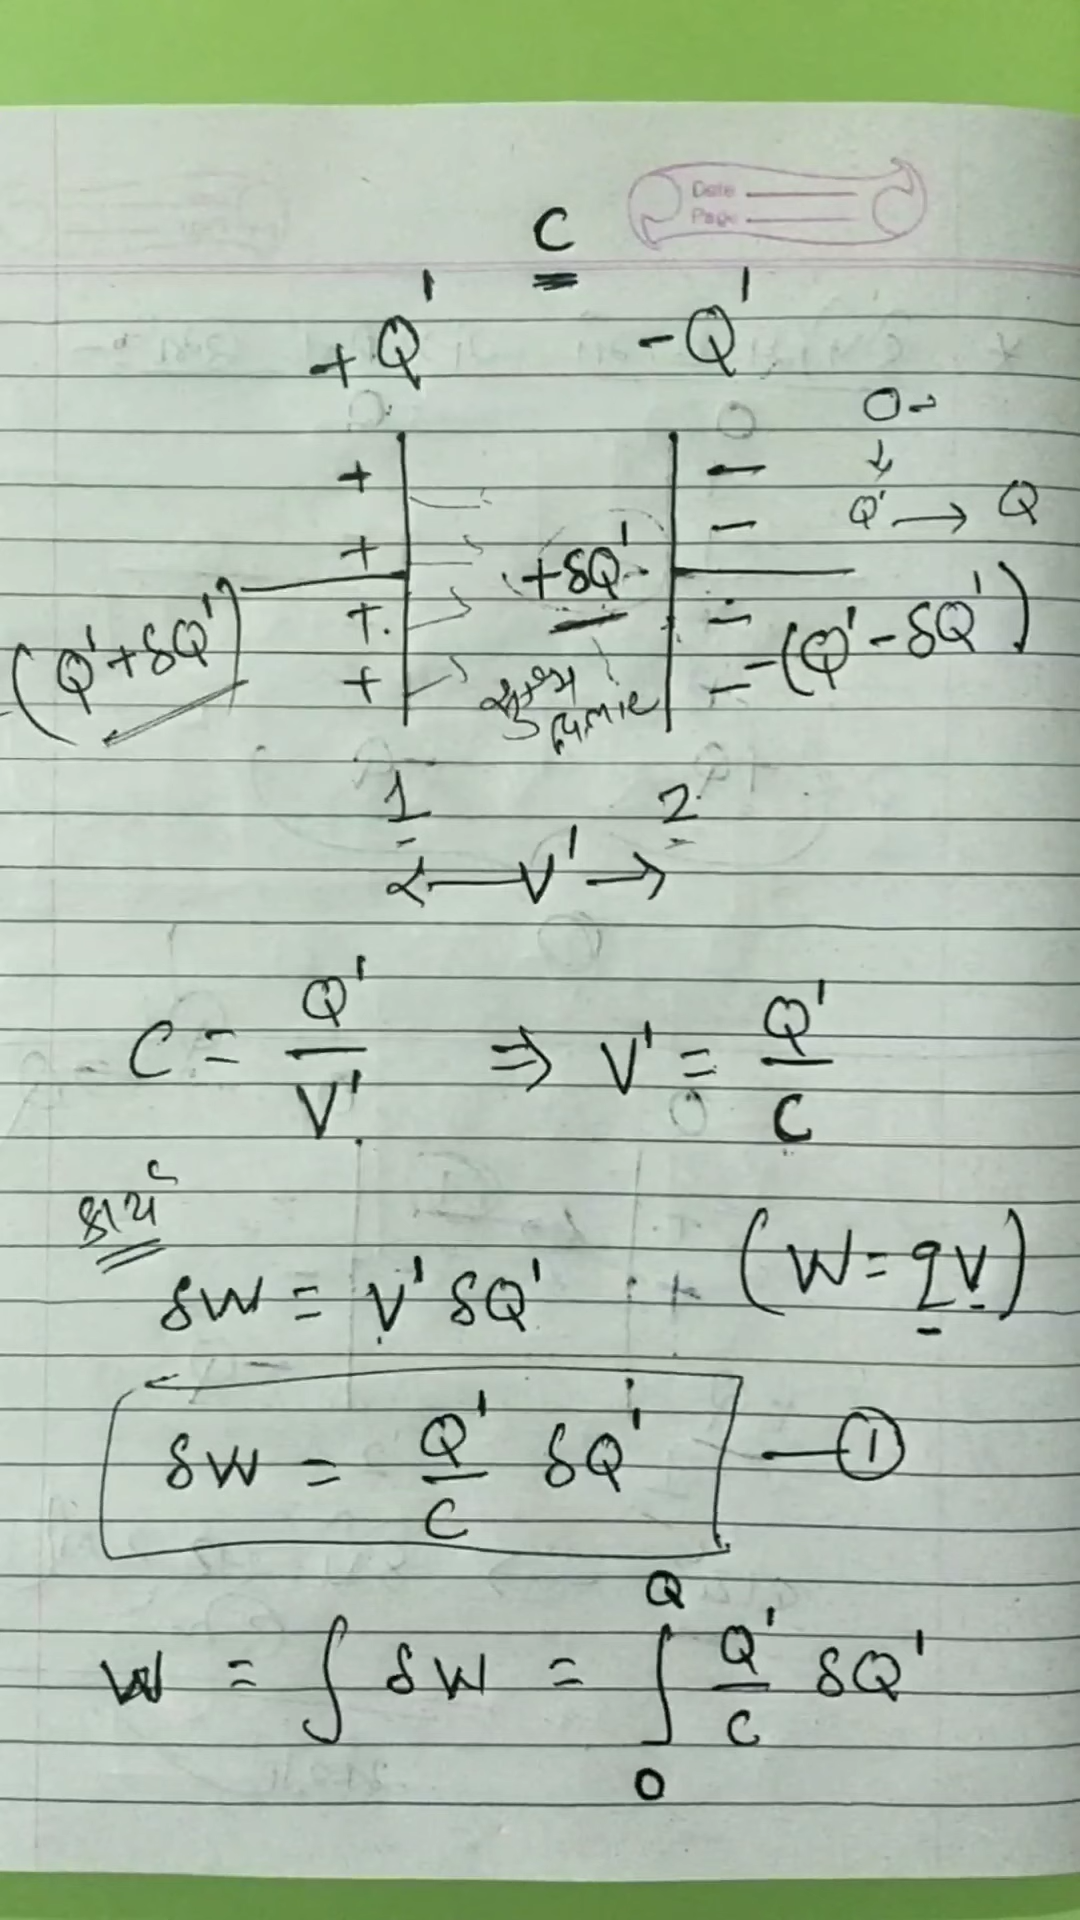 Date
Page
C
+Q' -Q'
+ - 0 → Q' → Q
+ -
+ +δQ' -
(Q'+δQ') -(Q'-δQ')
+ -
1 2
← V' →
C = Q'/V' ⇒ V' = Q'/C
कार्य
δW = V' δQ' (W = qV)
δW = Q'/C δQ' — ①
W = ∫ δW = ∫₀^Q Q'/C δQ'